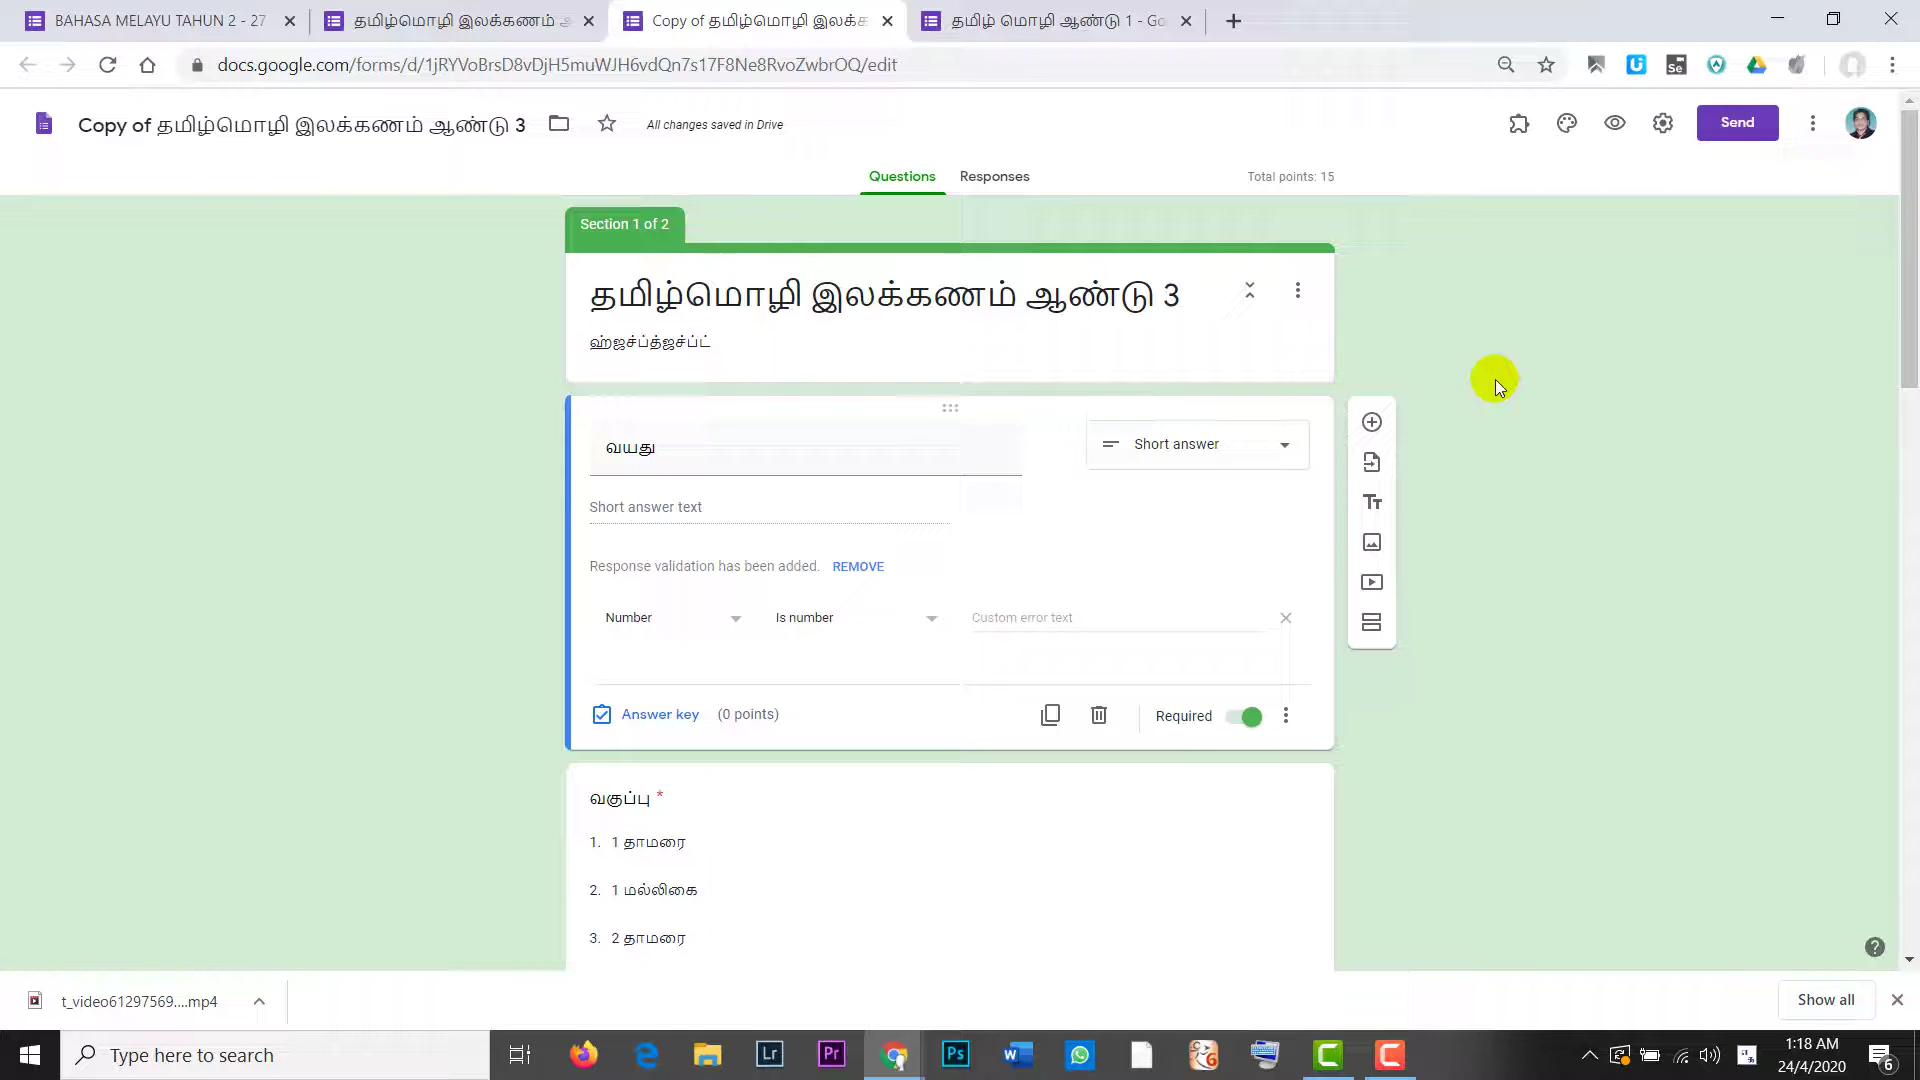 BAHASA MELAYU TAHUN 2 - 27
தமிழ்மொழி இலக்கணம் ஆ
Copy of தமிழ்மொழி இலக்க
தமிழ் மொழி ஆண்டு 1 - Go
docs.google.com/forms/d/1jRYVoBrsD8vDjH5muWJH6vdQn7s17F8Ne8RvoZwbrOQ/edit
Copy of தமிழ்மொழி இலக்கணம் ஆண்டு 3
All changes saved in Drive
Send
Questions
Responses
Total points: 15
Section 1 of 2
தமிழ்மொழி இலக்கணம் ஆண்டு 3
ஹ்ஜச்ப்த்ஜச்ப்ட்
வயது
Short answer
Short answer text
Response validation has been added. REMOVE
Number
Is number
Custom error text
Answer key (0 points)
Required
வகுப்பு *
1. 1 தாமரை
2. 1 மல்லிகை
3. 2 தாமரை
t_video61297569....mp4
Show all
Type here to search
Lr
Pr
Ps
1:18 AM
24/4/2020
6